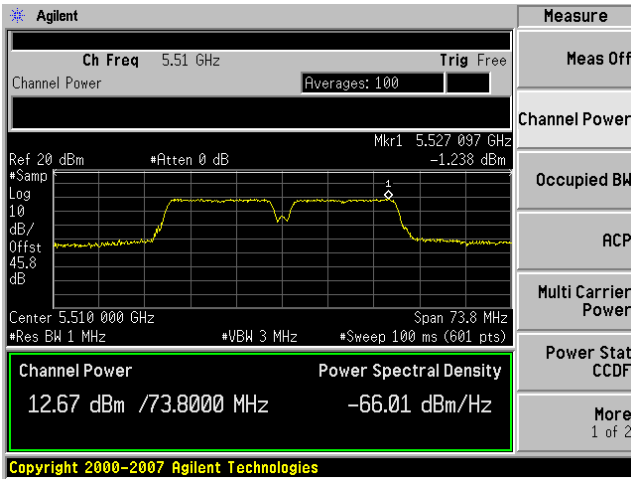 Agilent
Measure
Ch Freq 5.51 GHz Trig Free
Channel Power Averages: 100
Mkr1 5.527 097 GHz
Ref 20 dBm #Atten 0 dB -1.238 dBm
#Samp
Log
10
dB/
Offst
45.8
dB
1
Center 5.510 000 GHz Span 73.8 MHz
#Res BW 1 MHz #VBW 3 MHz #Sweep 100 ms (601 pts)
Channel Power Power Spectral Density
12.67 dBm /73.8000 MHz -66.01 dBm/Hz
Copyright 2000-2007 Agilent Technologies
Meas Off
Channel Power
Occupied BW
ACP
Multi Carrier
Power
Power Stat
CCDF
More
1 of 2